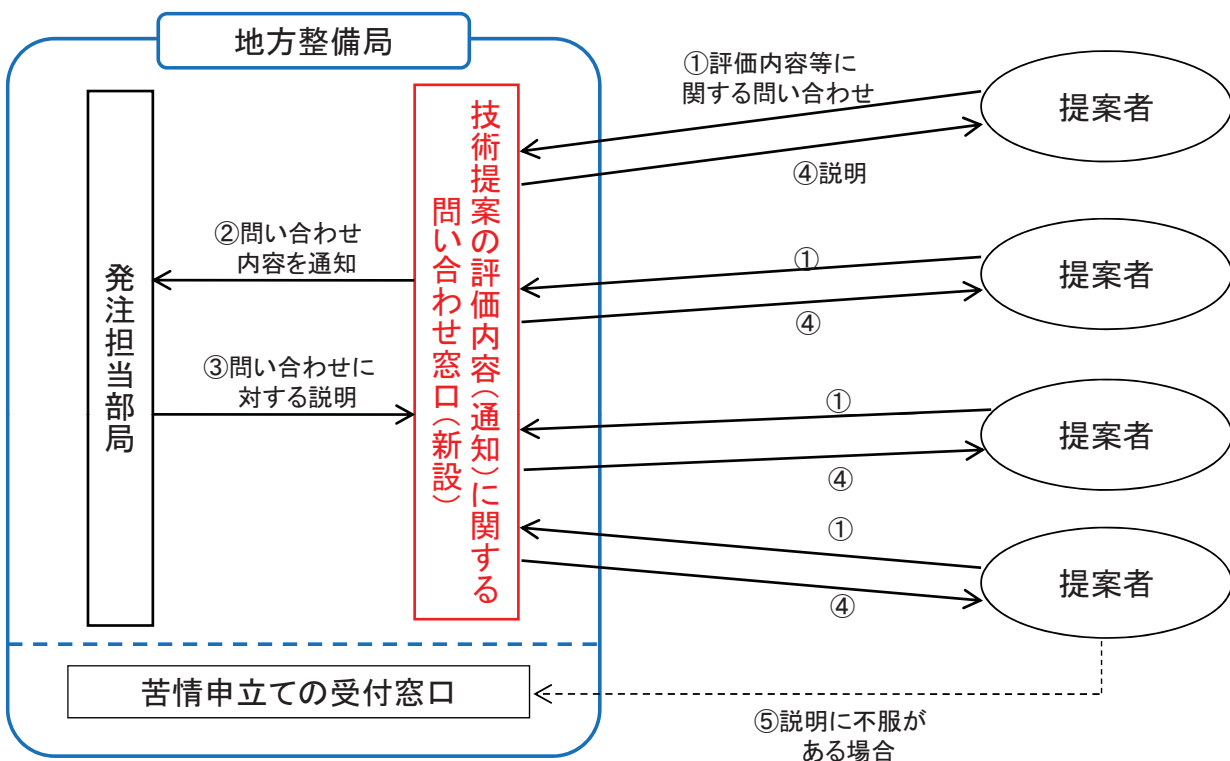 地方整備局
発注担当部局
②問い合わせ
内容を通知
③問い合わせに
対する説明
技術提案の評価内容（通知）に関する
問い合わせ窓口（新設）
①評価内容等に
関する問い合わせ
④説明
提案者
①
④
提案者
①
④
提案者
①
④
提案者
苦情申立ての受付窓口
⑤説明に不服が
ある場合